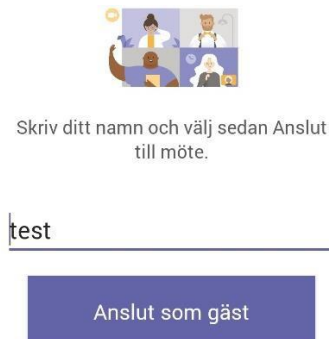 Skriv ditt namn och välj sedan Anslut
till möte.
test
Anslut som gäst